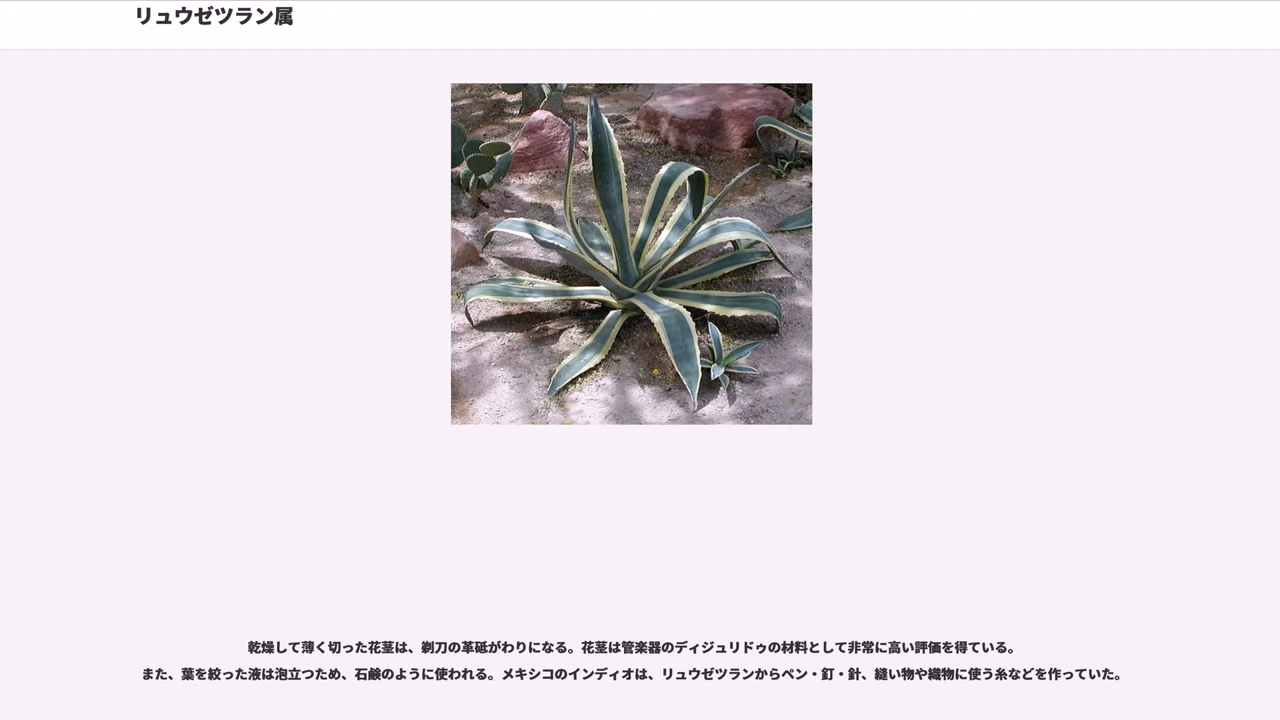 リュウゼツラン属
乾燥して薄く切った花茎は、剃刀の革砥がわりになる。花茎は管楽器のディジュリドゥの材料として非常に高い評価を得ている。
また、葉を絞った液は泡立つため、石鹸のように使われる。メキシコのインディオは、リュウゼツランからペン・釘・針、縫い物や織物に使う糸などを作っていた。